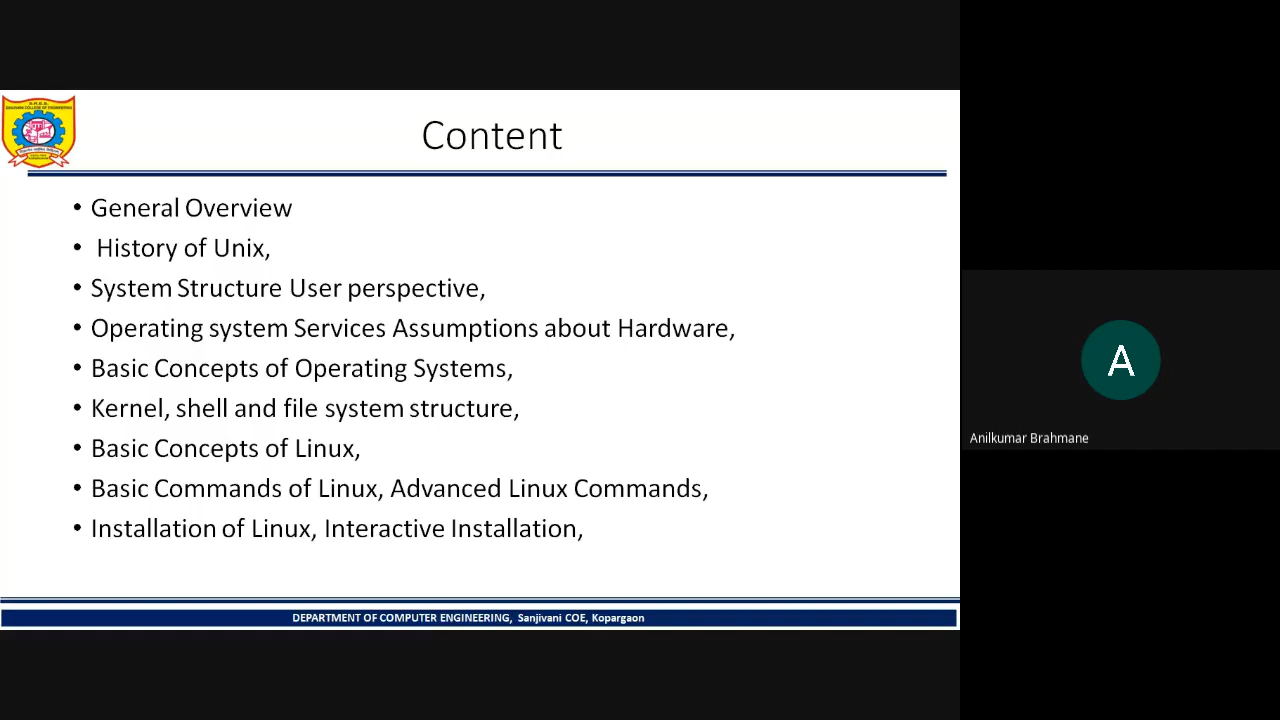 Content
• General Overview
• History of Unix,
• System Structure User perspective,
• Operating system Services Assumptions about Hardware,
• Basic Concepts of Operating Systems,
• Kernel, shell and file system structure,
• Basic Concepts of Linux,
• Basic Commands of Linux, Advanced Linux Commands,
• Installation of Linux, Interactive Installation,
DEPARTMENT OF COMPUTER ENGINEERING, Sanjivani COE, Kopargaon
A
Anilkumar Brahmane